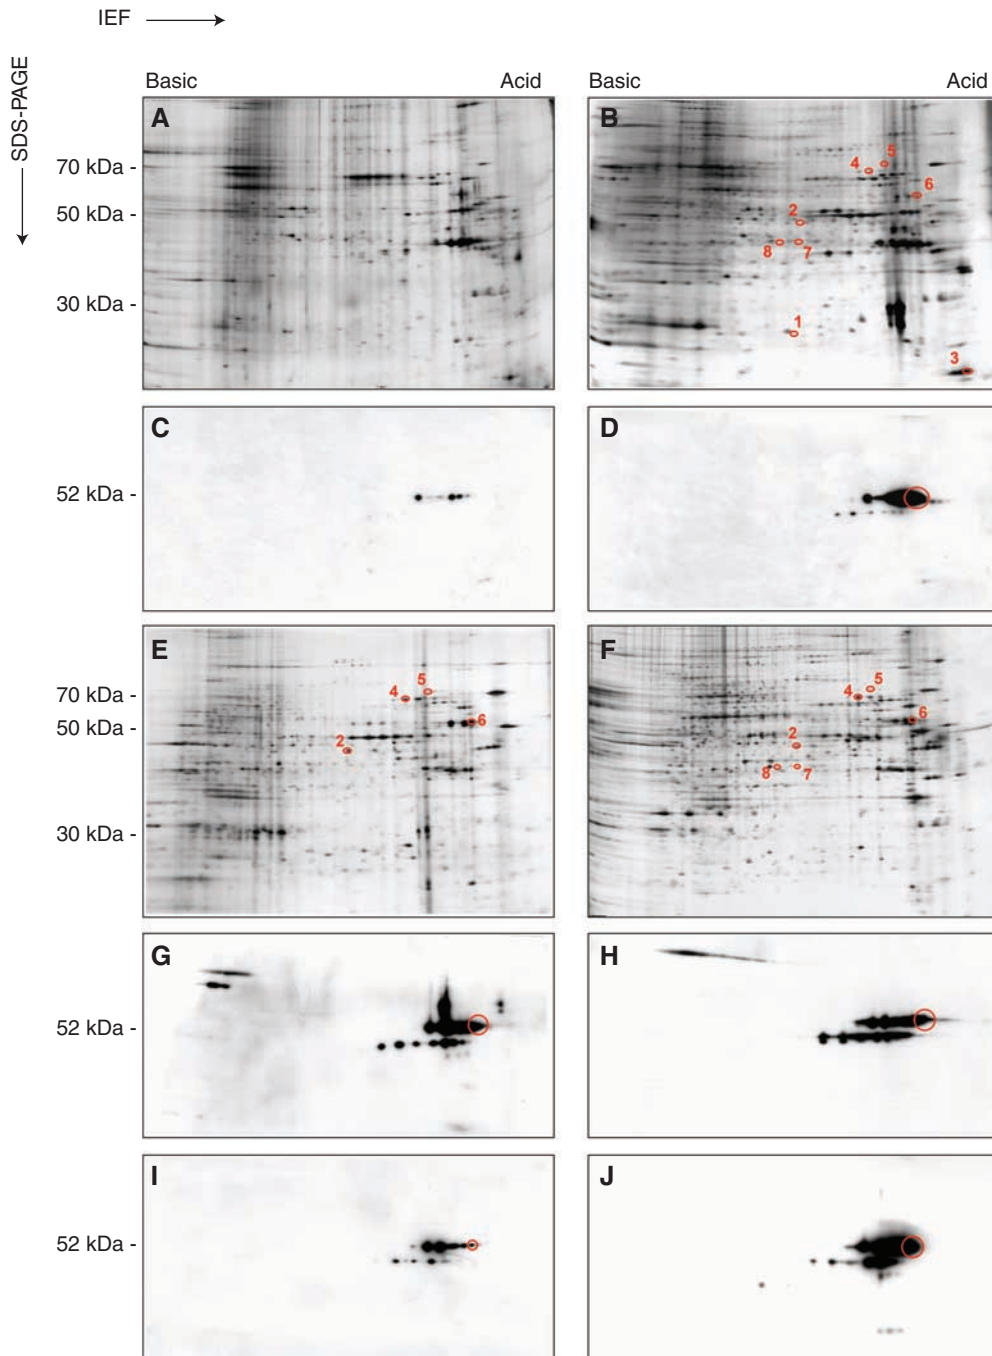 IEF
SDS-PAGE
Basic Acid Basic Acid
A B
70 kDa -
50 kDa -
30 kDa -
4 5
6
2
8 7
1
3
C D
52 kDa -
E F
70 kDa -
50 kDa -
30 kDa -
4 5
6
2
4 5
6
2
8 7
G H
52 kDa -
I J
52 kDa -